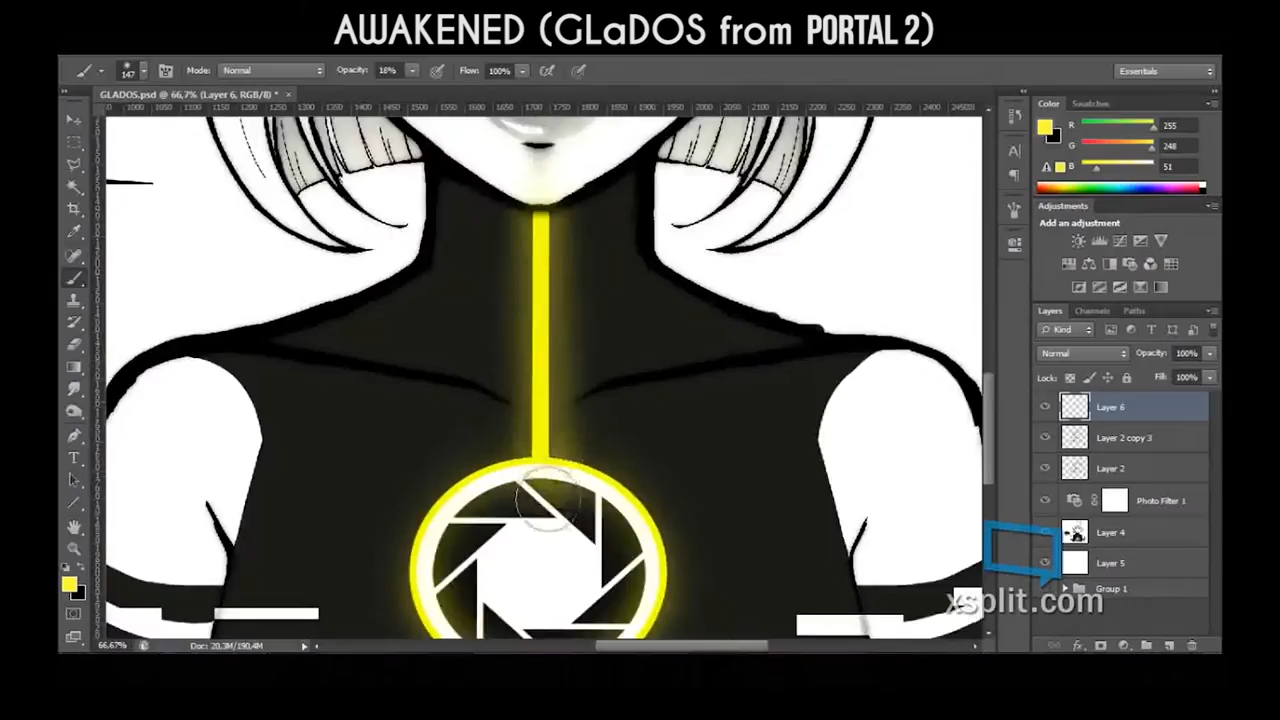 AWAKENED (GLaDOS from PORTAL 2)
147 Mode: Normal Opacity: 18% Flow: 100% Essentials
GLADOS.psd @ 66,7% (Layer 6, RGB/8) * ×
Color Swatches
R 255
G 248
B 51
Adjustments
Add an adjustment
Layers Channels Paths
Kind
Normal Opacity: 100%
Lock: Fill: 100%
Layer 6
Layer 2 copy 3
Layer 2
Photo Filter 1
Layer 4
Layer 5
Group 1
xsplit.com
66,67% Doc: 20,3M/190,4M